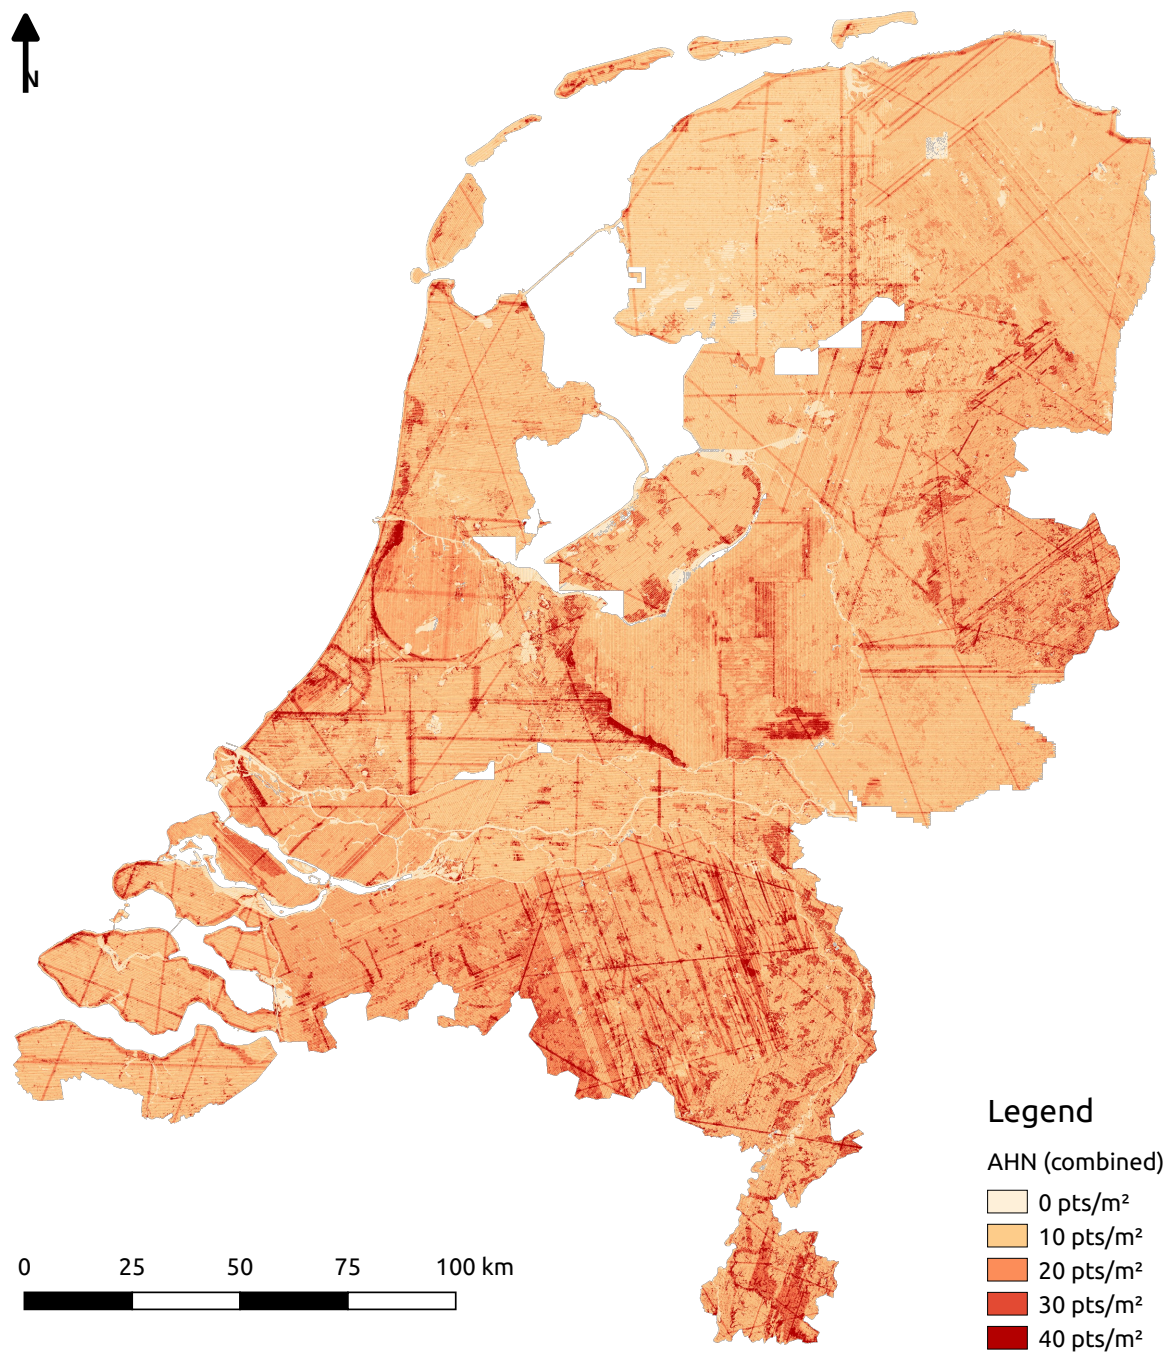 N
Legend
AHN (combined)
0 pts/m²
10 pts/m²
20 pts/m²
30 pts/m²
40 pts/m²
0 25 50 75 100 km